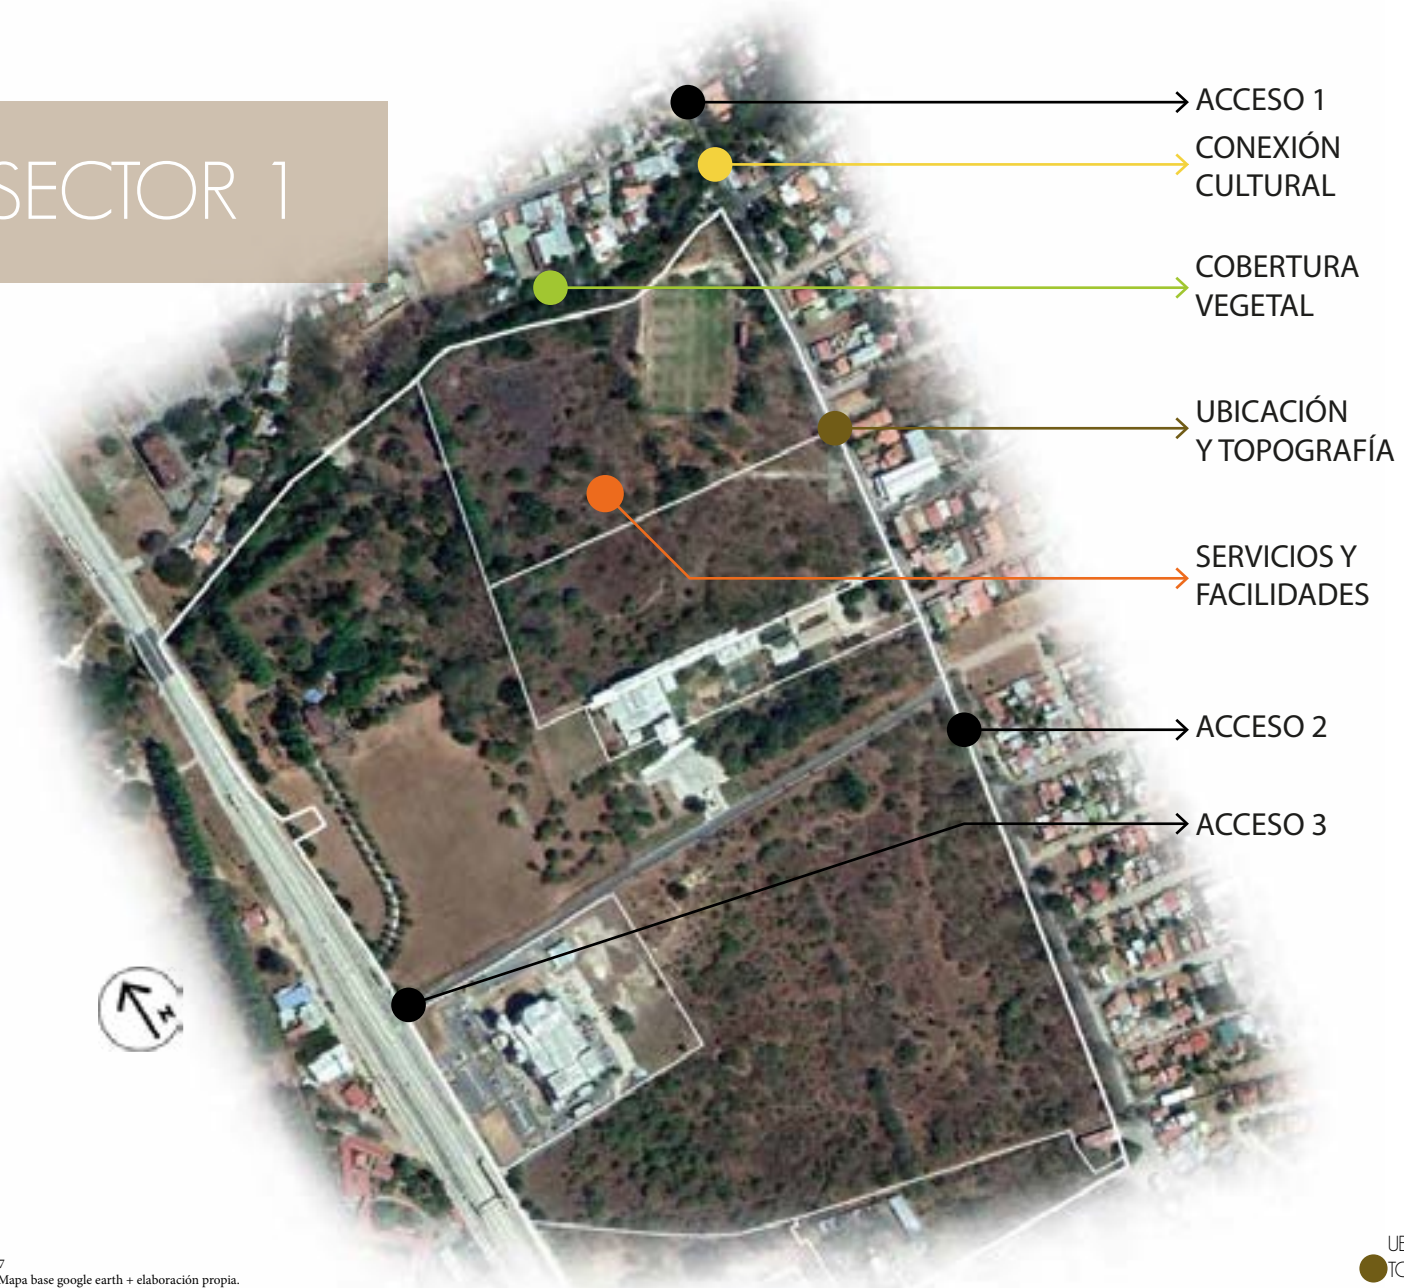 SECTOR 1
ACCESO 1
CONEXIÓN
CULTURAL
COBERTURA
VEGETAL
UBICACIÓN
Y TOPOGRAFÍA
SERVICIOS Y
FACILIDADES
ACCESO 2
ACCESO 3
N
7
Mapa base google earth + elaboración propia.